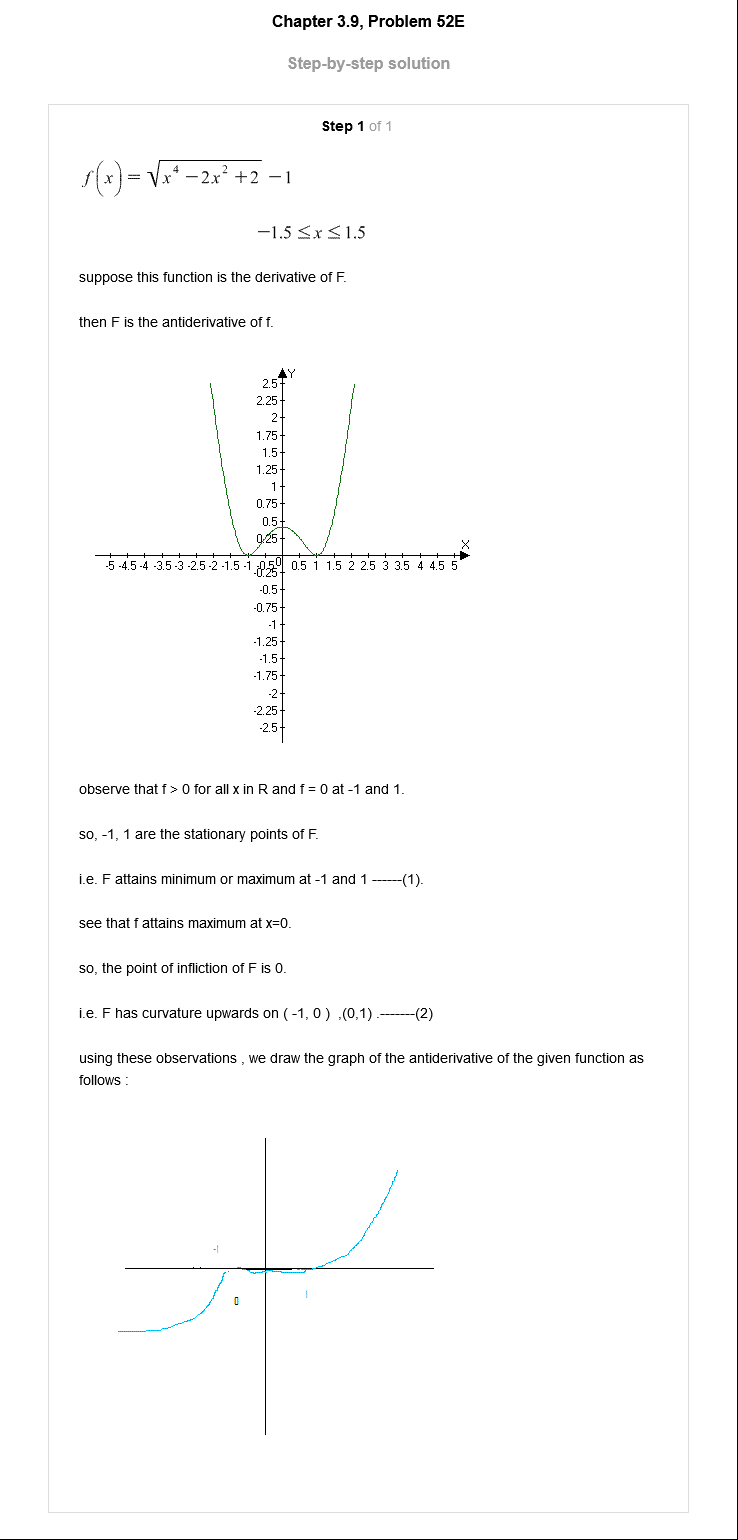 Chapter 3.9, Problem 52E
Step-by-step solution
Step 1 of 1
f(x) = √(x⁴ −2x² +2) −1
−1.5 ≤ x ≤ 1.5
suppose this function is the derivative of F.
then F is the antiderivative of f.
Y
2.5
2.25
2
1.75
1.5
1.25
1
0.75
0.5
0.25
X
-5 -4.5 -4 -3.5 -3 -2.5 -2 -1.5 -1 -0.5 0 0.5 1 1.5 2 2.5 3 3.5 4 4.5 5
-0.25
-0.5
-0.75
-1
-1.25
-1.5
-1.75
-2
-2.25
-2.5
observe that f > 0 for all x in R and f = 0 at -1 and 1.
so, -1, 1 are the stationary points of F.
i.e. F attains minimum or maximum at -1 and 1 ------(1).
see that f attains maximum at x=0.
so, the point of infliction of F is 0.
i.e. F has curvature upwards on ( -1, 0 ) ,(0,1) .-------(2)
using these observations , we draw the graph of the antiderivative of the given function as
follows :
-1
0
1